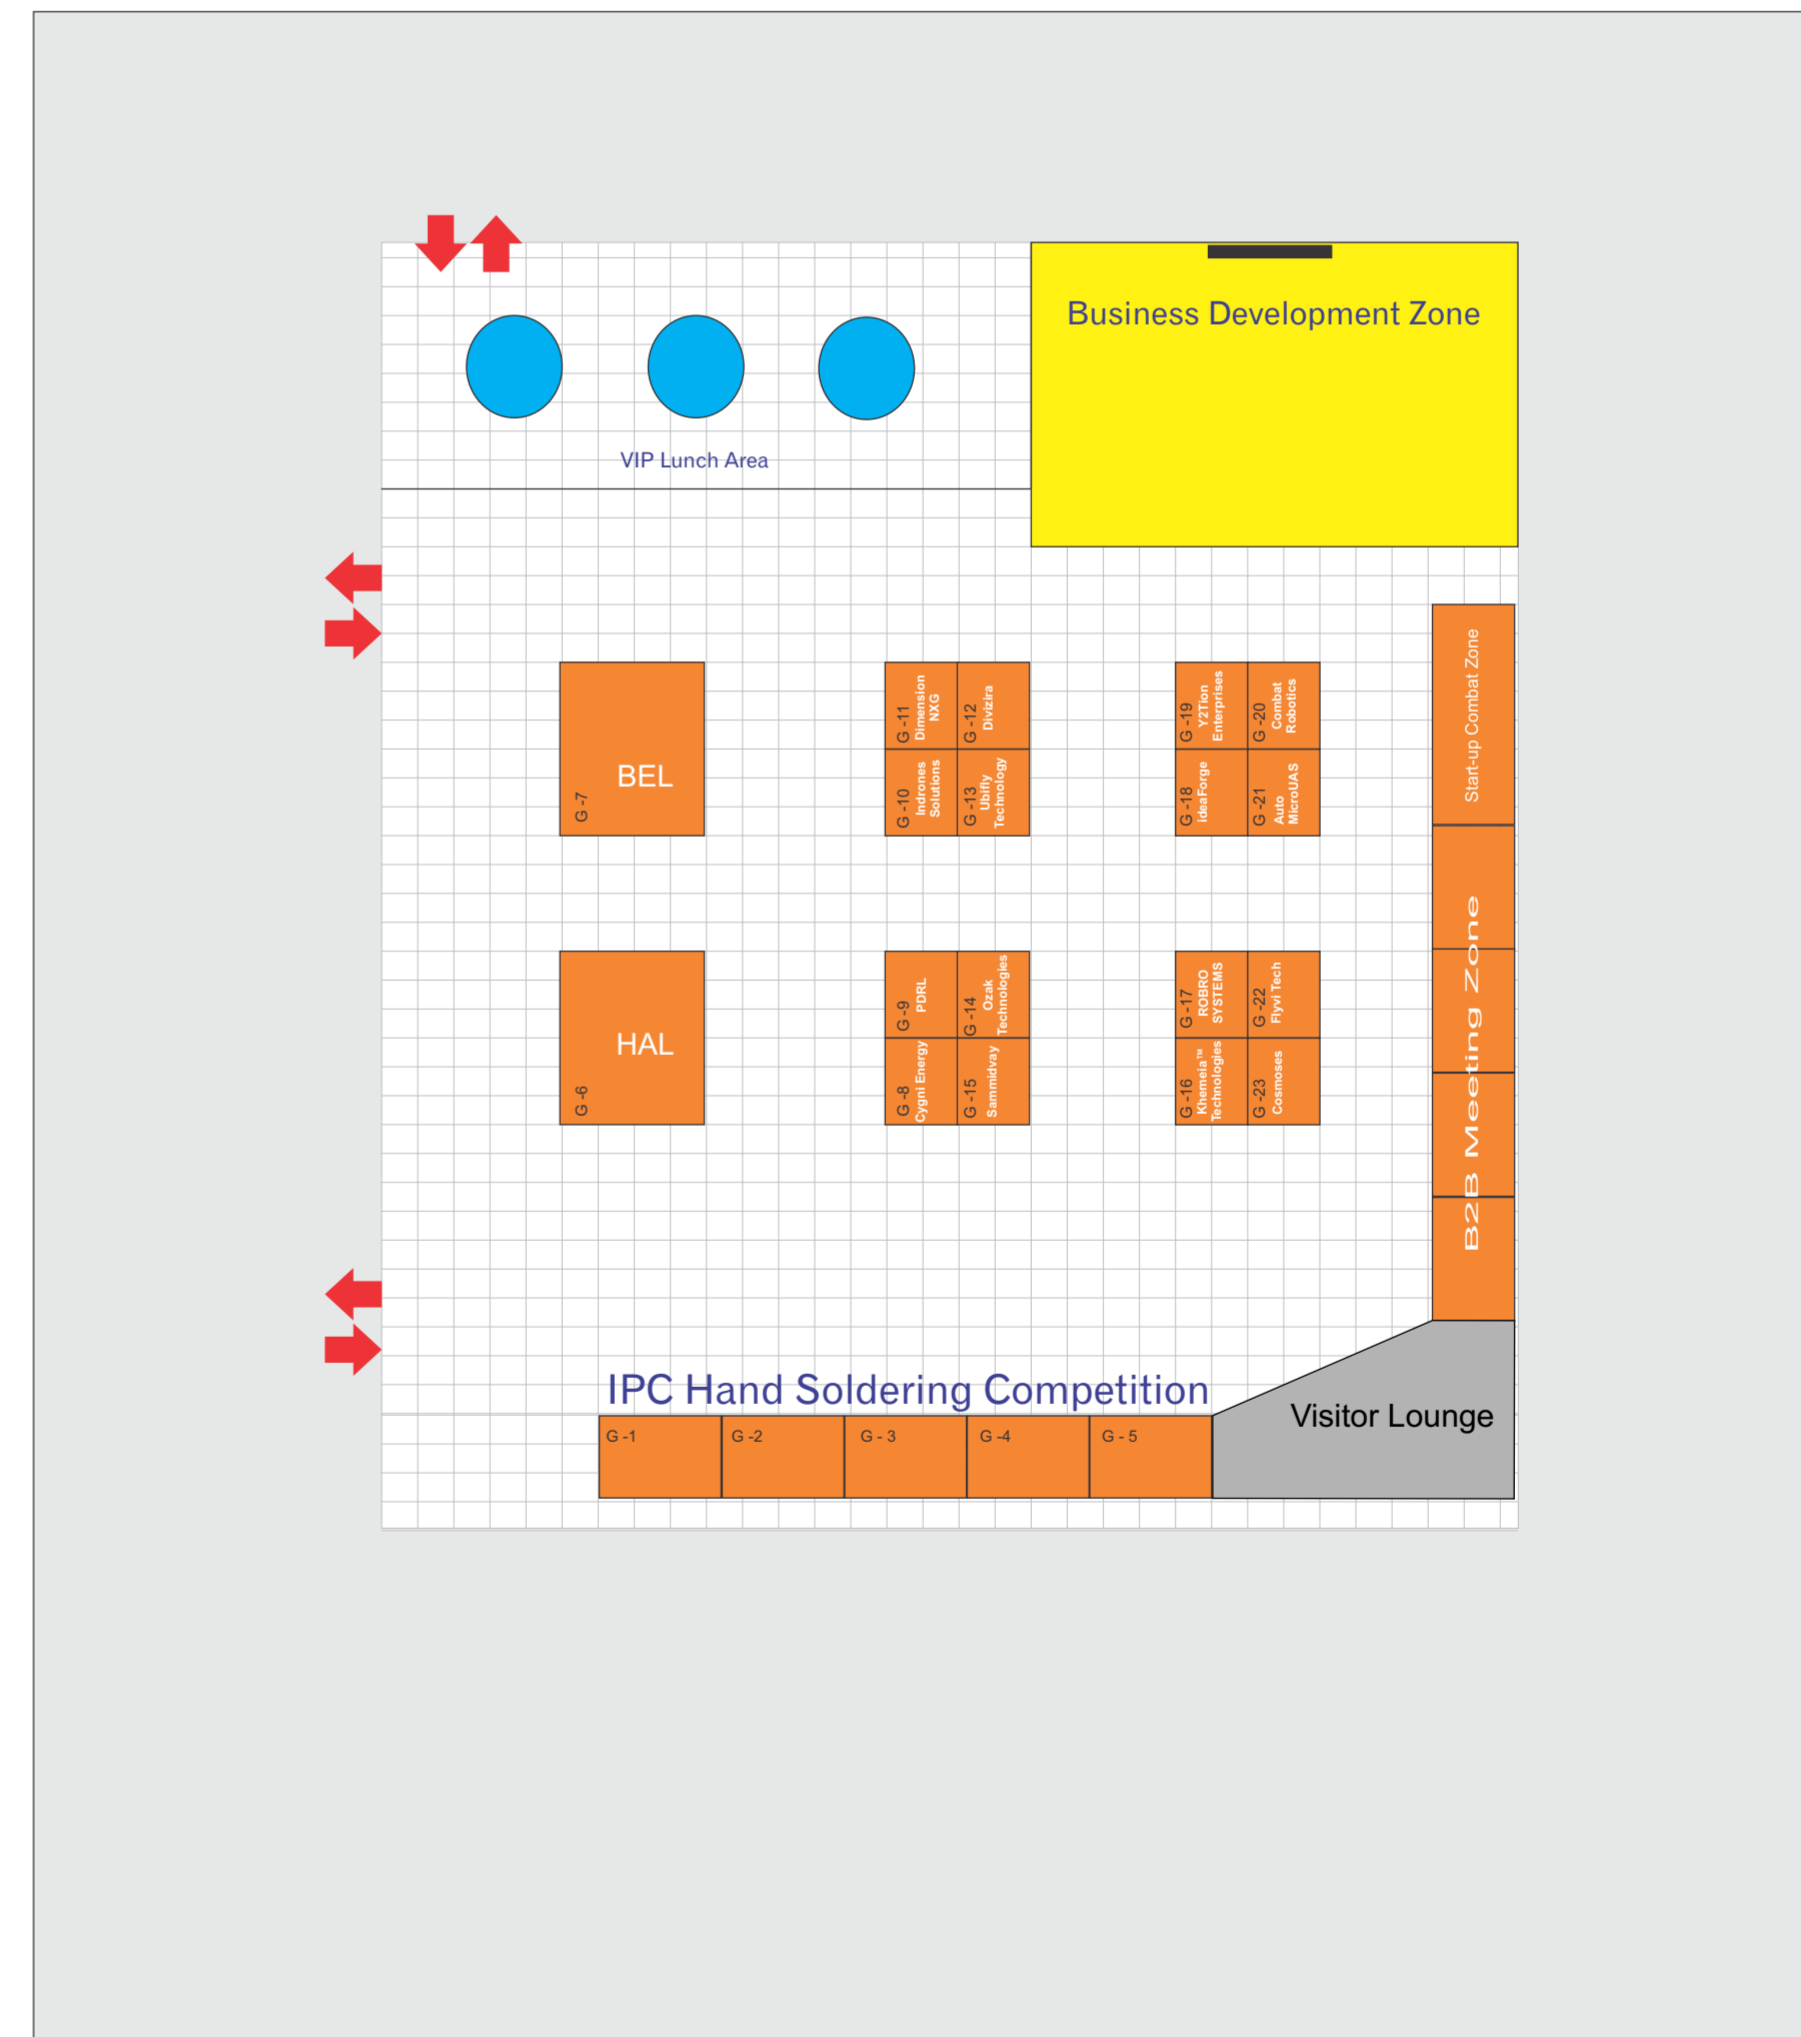 Business Development Zone
VIP Lunch Area
G -7
BEL
G -11
Dimension
NXG
G -12
Divizira
G -10
Indrones
Solutions
G -13
Ubifly
Technology
G -19
Y2Tion
Enterprises
G -20
Combat
Robotics
G -18
ideaForge
G -21
Auto
MicroUAS
Start-up Combat Zone
G -6
HAL
G -9
PDRL
G -14
Ozak
Technologies
G -8
Cygni Energy
G -15
Sammidvay
G -17
ROBRO
SYSTEMS
G -22
Flyvi Tech
G -16
Khemeia™
Technologies
G -23
Cosmoses
B2B Meeting Zone
IPC Hand Soldering Competition
G -1
G -2
G - 3
G -4
G - 5
Visitor Lounge